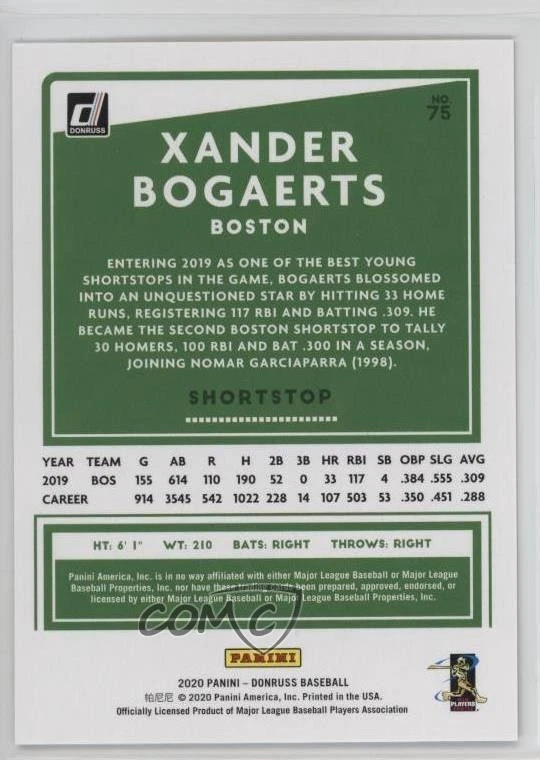 DONRUSS
NO.
75
XANDER
BOGAERTS
BOSTON
ENTERING 2019 AS ONE OF THE BEST YOUNG
SHORTSTOPS IN THE GAME, BOGAERTS BLOSSOMED
INTO AN UNQUESTIONED STAR BY HITTING 33 HOME
RUNS, REGISTERING 117 RBI AND BATTING .309. HE
BECAME THE SECOND BOSTON SHORTSTOP TO TALLY
30 HOMERS, 100 RBI AND BAT .300 IN A SEASON,
JOINING NOMAR GARCIAPARRA (1998).
SHORTSTOP
YEAR TEAM G AB R H 2B 3B HR RBI SB OBP SLG AVG
2019 BOS 155 614 110 190 52 0 33 117 4 .384 .555 .309
CAREER 914 3545 542 1022 228 14 107 503 53 .350 .451 .288
HT: 6' 1" WT: 210 BATS: RIGHT THROWS: RIGHT
Panini America, Inc. is in no way affiliated with either Major League Baseball or Major League
Baseball Properties, Inc. nor have these trading cards been prepared, approved, endorsed, or
licensed by either Major League Baseball or Major League Baseball Properties, Inc.
COMC
PANINI
2020 PANINI – DONRUSS BASEBALL
帕尼尼 © 2020 Panini America, Inc. Printed in the USA.
Officially Licensed Product of Major League Baseball Players Association
PLAYERS